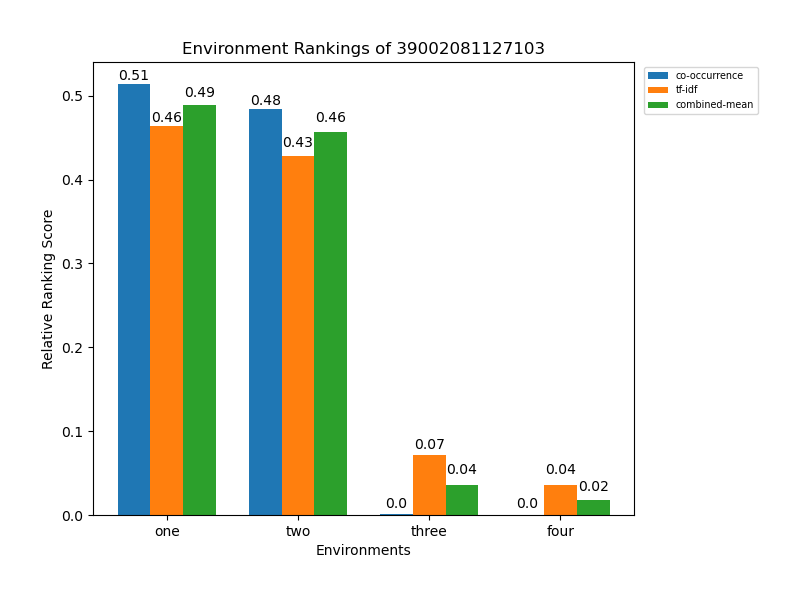 Environment Rankings of 39002081127103
co-occurrence
tf-idf
combined-mean
0.51
0.46
0.49
0.48
0.43
0.46
0.0
0.07
0.04
0.0
0.04
0.02
0.5
0.4
0.3
0.2
0.1
0.0
Relative Ranking Score
one two three four
Environments